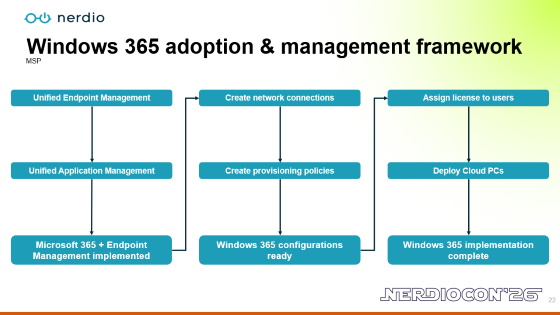 nerdio
Windows 365 adoption & management framework
MSP
Unified Endpoint Management
Unified Application Management
Microsoft 365 + Endpoint
Management implemented
Create network connections
Create provisioning policies
Windows 365 configurations
ready
Assign license to users
Deploy Cloud PCs
Windows 365 implementation
complete
NERDIOCON'26
22